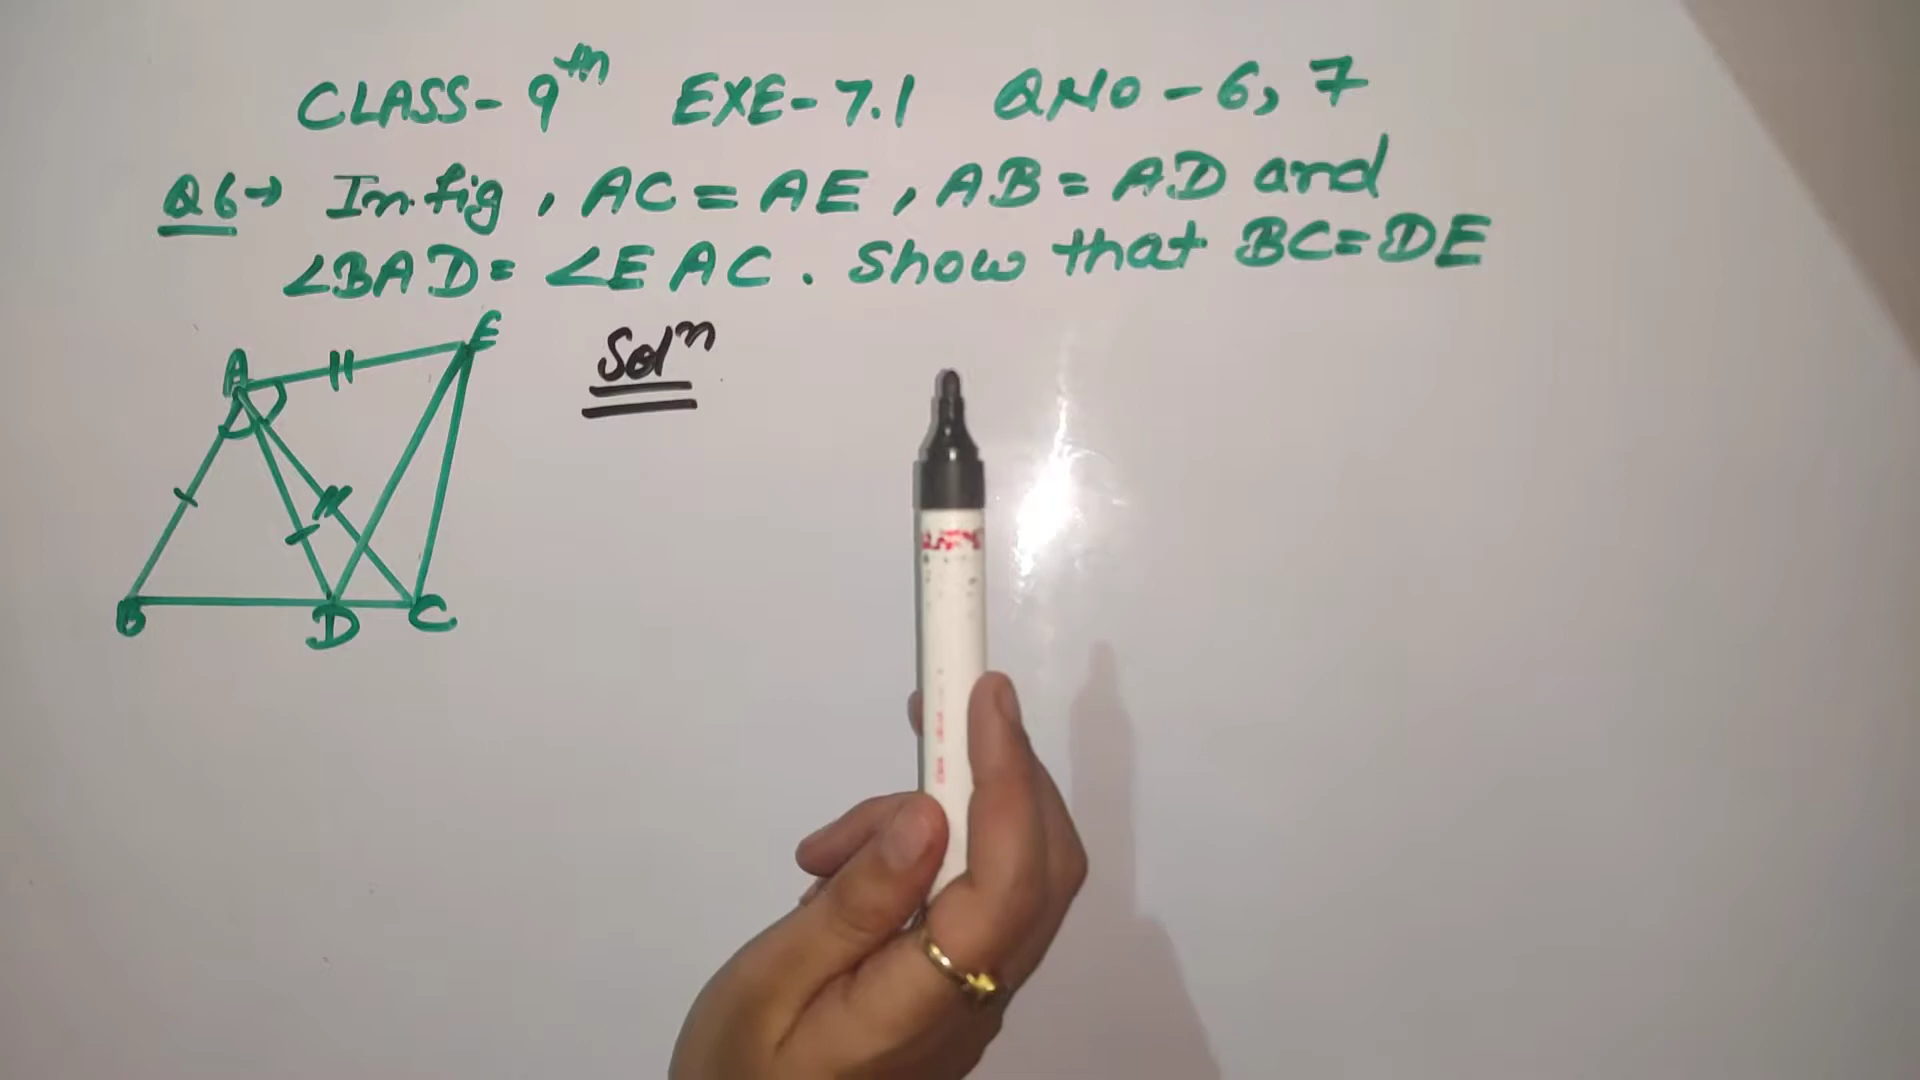 CLASS- 9th EXE- 7.1 QNO - 6, 7
Q6→ In fig, AC = AE, AB = AD and
∠BAD = ∠EAC. Show that BC = DE
Solⁿ
A
E
B
D
C